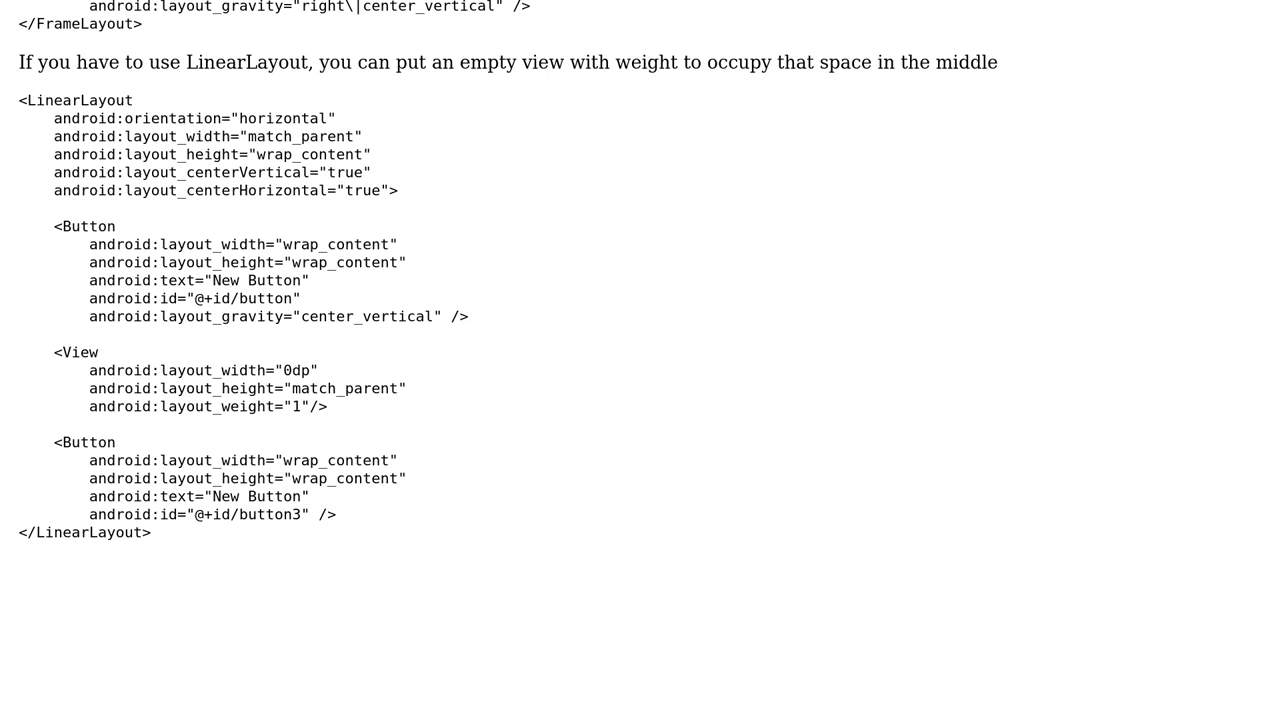 android:layout_gravity="right\|center_vertical" />
</FrameLayout>
If you have to use LinearLayout, you can put an empty view with weight to occupy that space in the middle
<LinearLayout
    android:orientation="horizontal"
    android:layout_width="match_parent"
    android:layout_height="wrap_content"
    android:layout_centerVertical="true"
    android:layout_centerHorizontal="true">

    <Button
        android:layout_width="wrap_content"
        android:layout_height="wrap_content"
        android:text="New Button"
        android:id="@+id/button"
        android:layout_gravity="center_vertical" />

    <View
        android:layout_width="0dp"
        android:layout_height="match_parent"
        android:layout_weight="1"/>

    <Button
        android:layout_width="wrap_content"
        android:layout_height="wrap_content"
        android:text="New Button"
        android:id="@+id/button3" />
</LinearLayout>